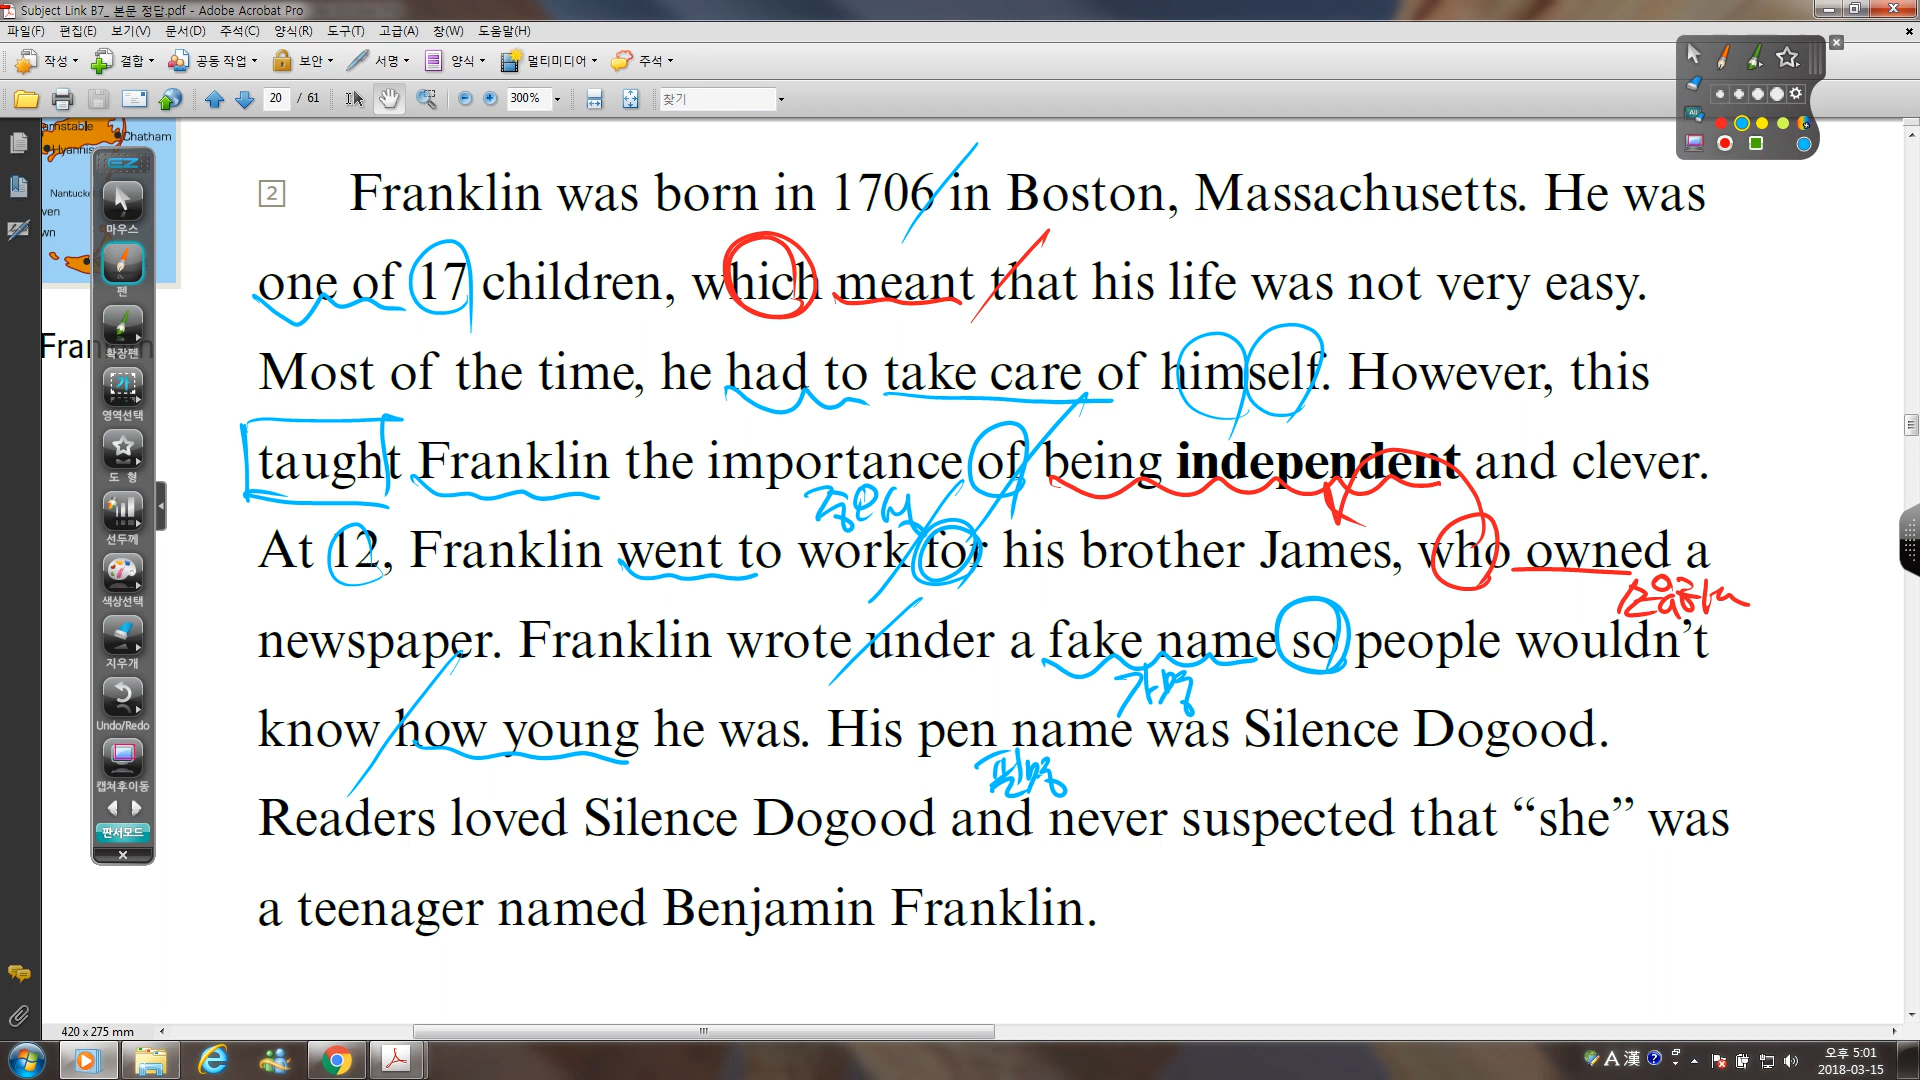 Subject Link B7_ 본문 정답.pdf - Adobe Acrobat Pro
파일(F) 편집(E) 보기(V) 문서(D) 주석(C) 양식(R) 도구(T) 고급(A) 창(W) 도움말(H)
작성 결합 공동 작업 보안 서명 양식 멀티미디어 주석
20 / 61 300% 찾기
Chatham
Hyannis
Nantucket
EZ
마우스
펜
확장펜
영역선택
도 형
선두께
색상선택
지우개
Undo/Redo
캡쳐후이동
판서모드
2 Franklin was born in 1706 in Boston, Massachusetts. He was
one of 17 children, which meant that his life was not very easy.
Most of the time, he had to take care of himself. However, this
taught Franklin the importance of being independent and clever.
At 12, Franklin went to work for his brother James, who owned a
소유하다
newspaper. Franklin wrote under a fake name so people wouldn’t
가명
know how young he was. His pen name was Silence Dogood.
필명
Readers loved Silence Dogood and never suspected that “she” was
a teenager named Benjamin Franklin.
420 x 275 mm
A 漢
오후 5:01
2018-03-15